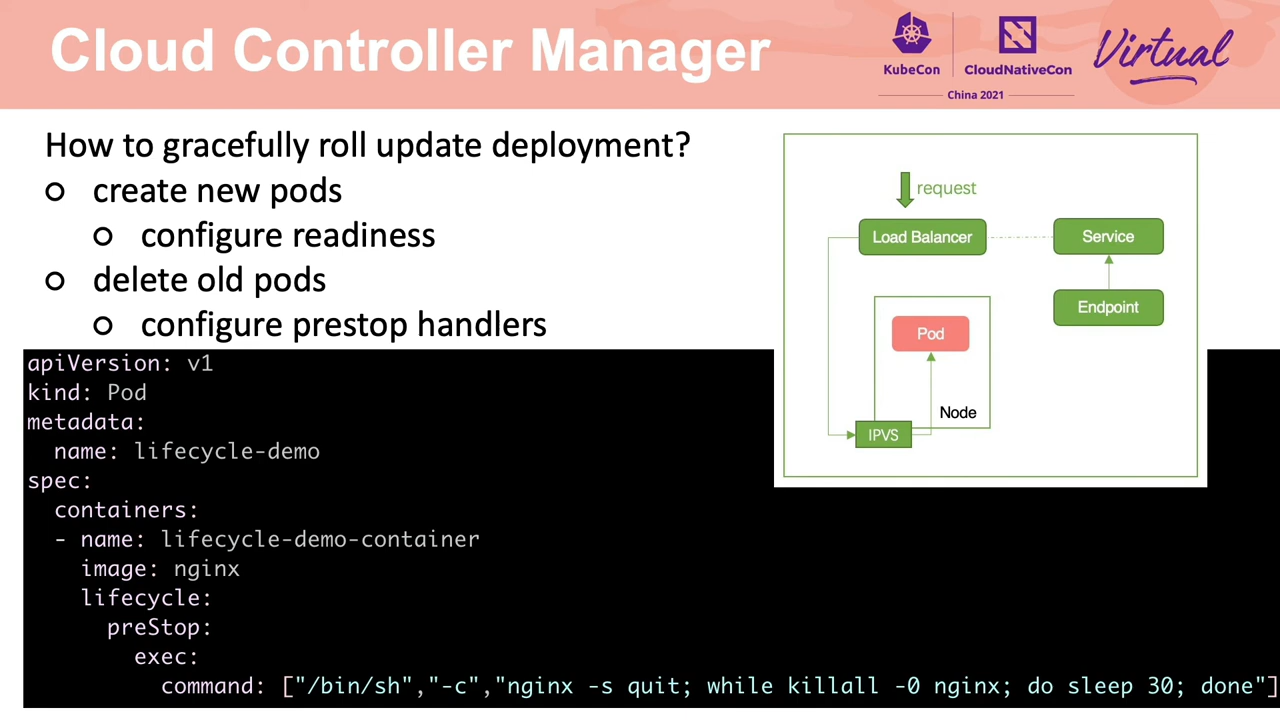 Cloud Controller Manager
KubeCon
CloudNativeCon
China 2021
Virtual
How to gracefully roll update deployment?
create new pods
configure readiness
delete old pods
configure prestop handlers
request
Load Balancer
Service
Endpoint
Pod
Node
IPVS
apiVersion: v1
kind: Pod
metadata:
  name: lifecycle-demo
spec:
  containers:
  - name: lifecycle-demo-container
    image: nginx
    lifecycle:
      preStop:
        exec:
          command: ["/bin/sh","-c","nginx -s quit; while killall -0 nginx; do sleep 30; done"]